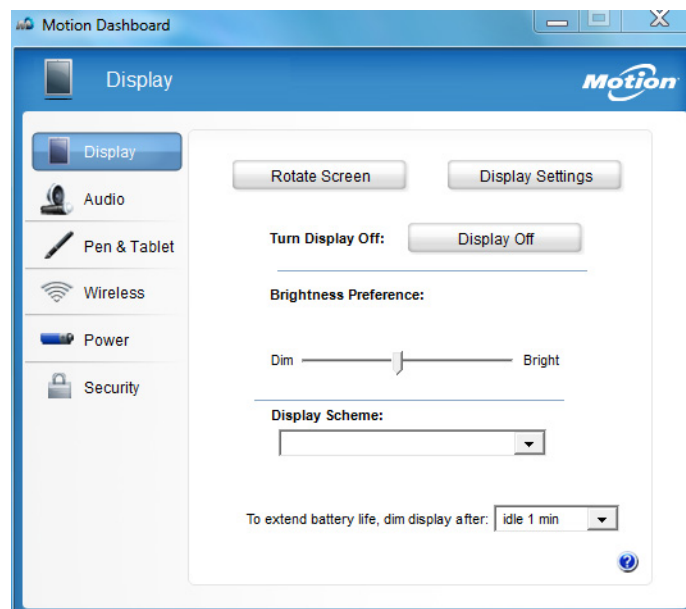 Motion Dashboard
Display
Motion
Display
Audio
Pen & Tablet
Wireless
Power
Security
Rotate Screen
Display Settings
Turn Display Off:
Display Off
Brightness Preference:
Dim
Bright
Display Scheme:
To extend battery life, dim display after:
idle 1 min
?